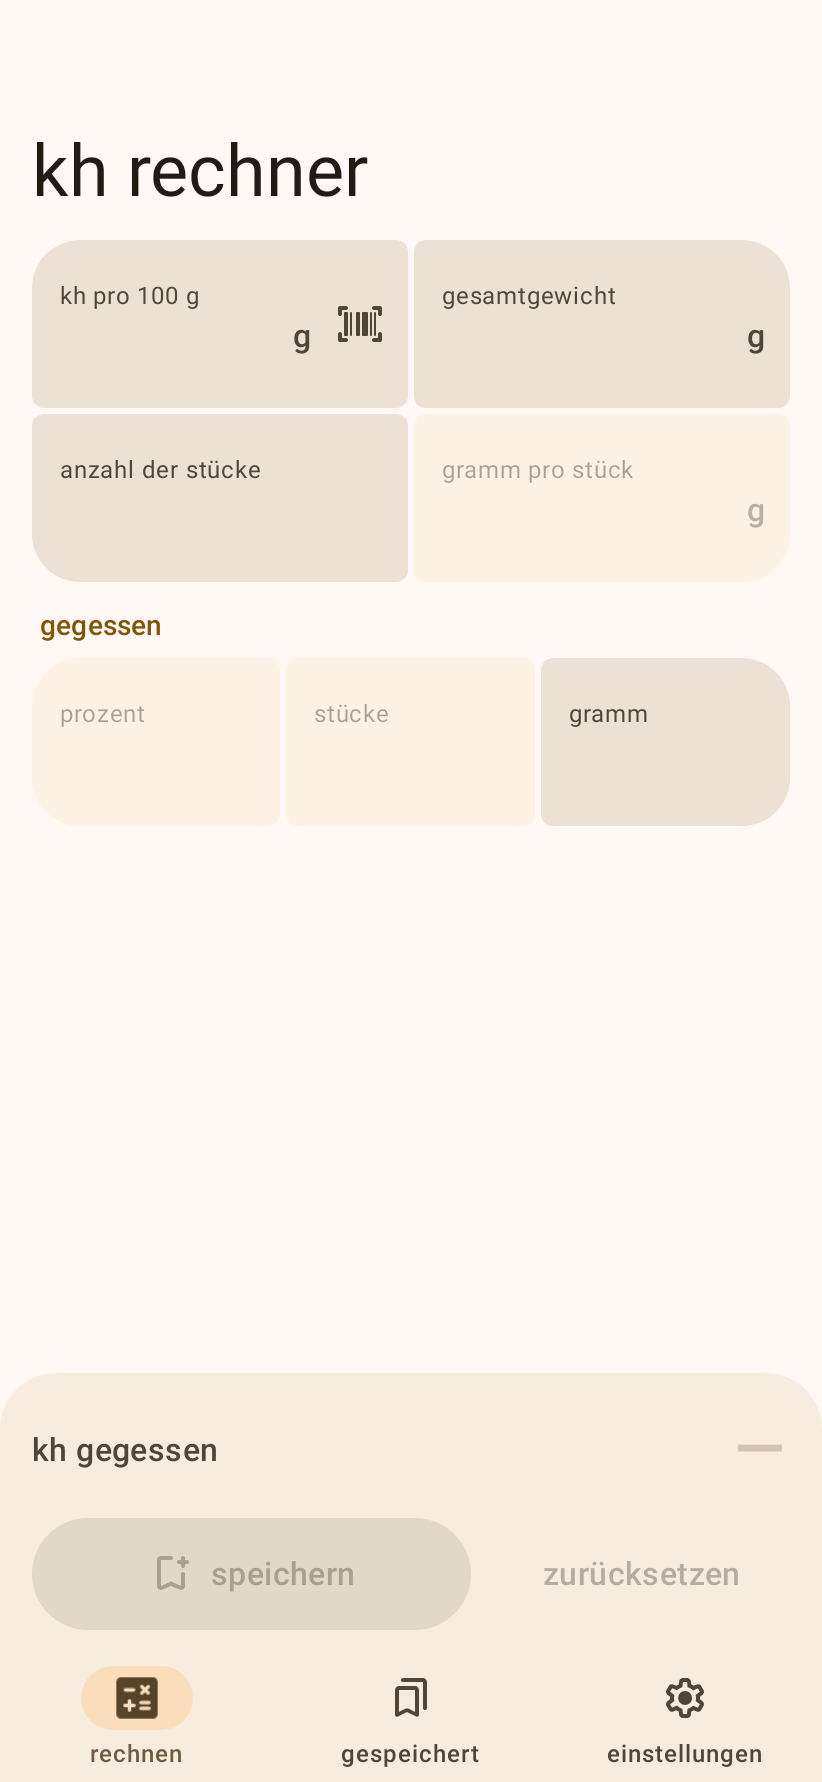 kh rechner
kh pro 100 g
g
gesamtgewicht
g
anzahl der stücke
gramm pro stück
g
gegessen
prozent
stücke
gramm
kh gegessen
speichern
zurücksetzen
rechnen
gespeichert
einstellungen